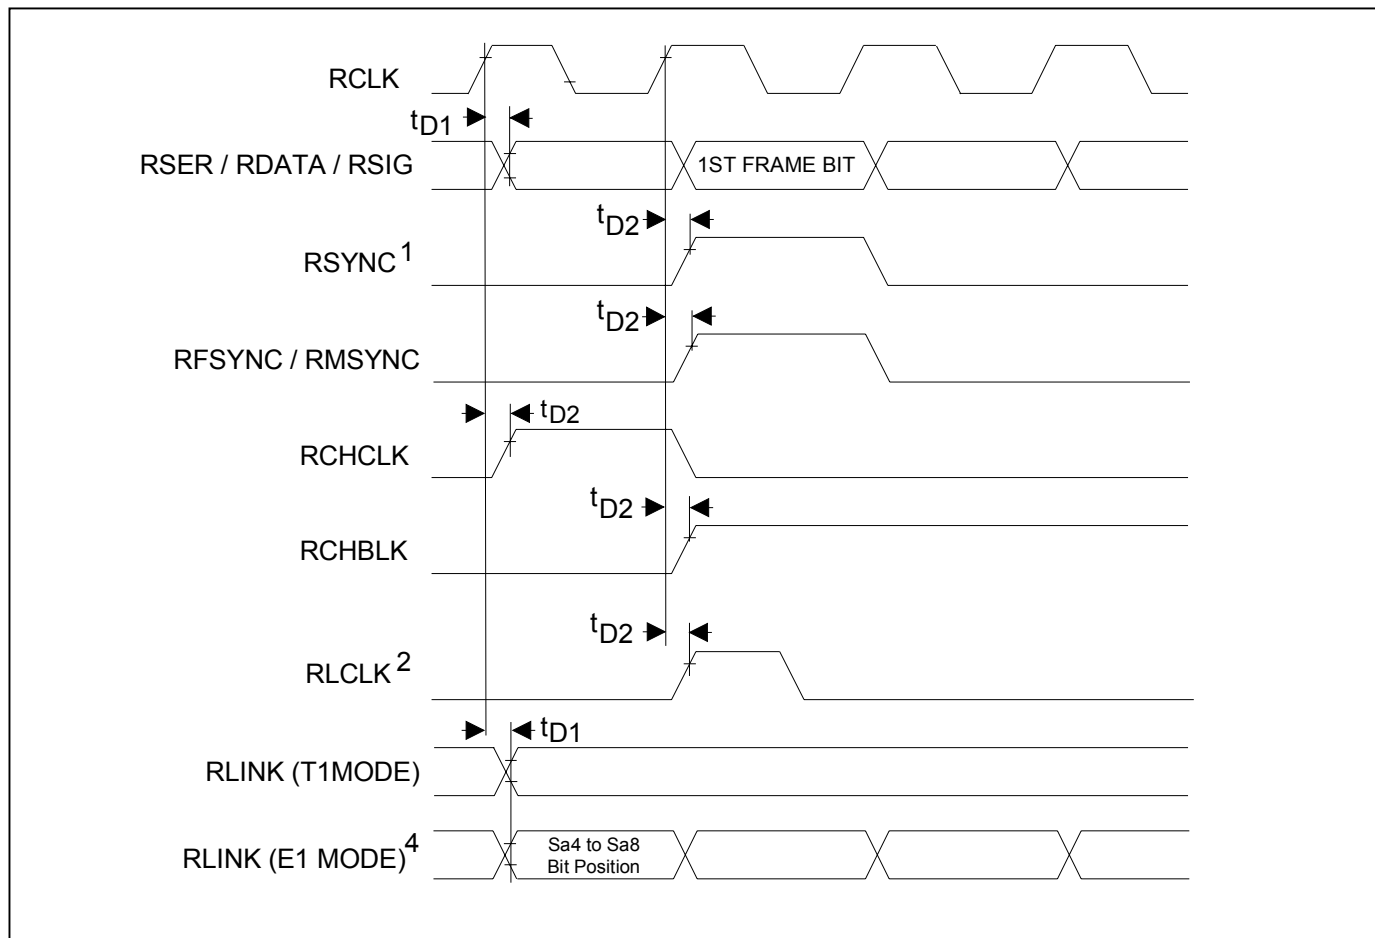 RCLK
tD1
RSER / RDATA / RSIG
1ST FRAME BIT
tD2
RSYNC1
tD2
RFSYNC / RMSYNC
tD2
RCHCLK
tD2
RCHBLK
tD2
RLCLK2
tD1
RLINK (T1MODE)
RLINK (E1 MODE)4
Sa4 to Sa8
Bit Position